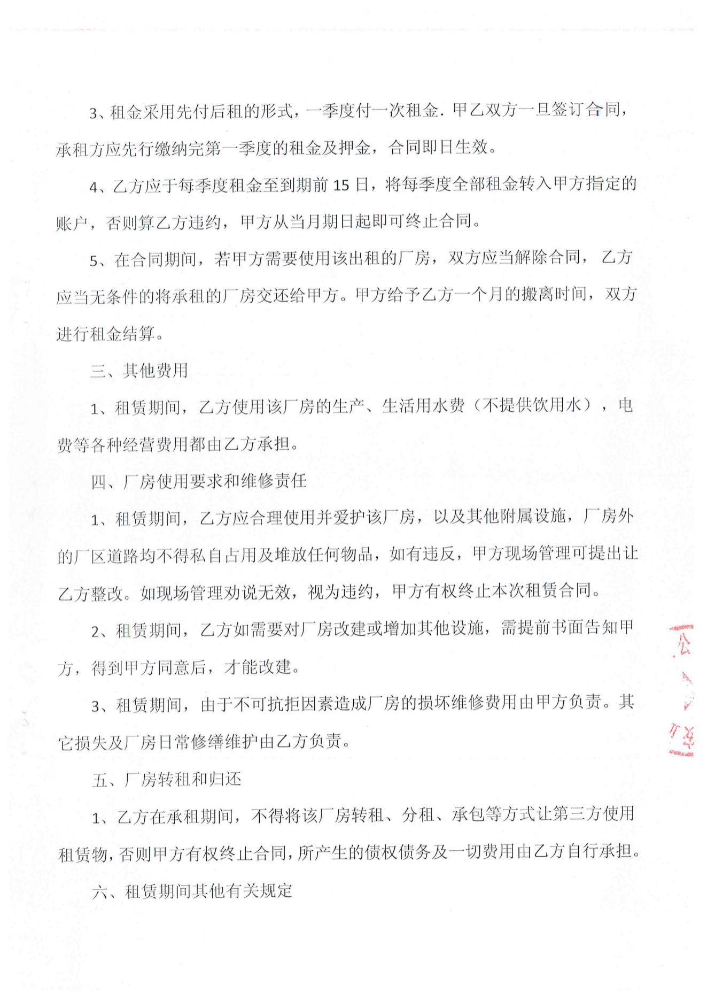 3、租金采用先付后租的形式，一季度付一次租金．甲乙双方一旦签订合同，
承租方应先行缴纳完第一季度的租金及押金，合同即日生效。
4、乙方应于每季度租金至到期前 15 日，将每季度全部租金转入甲方指定的
账户，否则算乙方违约，甲方从当月期日起即可终止合同。
5、在合同期间，若甲方需要使用该出租的厂房，双方应当解除合同， 乙方
应当无条件的将承租的厂房交还给甲方。甲方给予乙方一个月的搬离时间，双方
进行租金结算。
三、其他费用
1、租赁期间，乙方使用该厂房的生产、生活用水费（不提供饮用水），电
费等各种经营费用都由乙方承担。
四、厂房使用要求和维修责任
1、租赁期间，乙方应合理使用并爱护该厂房，以及其他附属设施，厂房外
的厂区道路均不得私自占用及堆放任何物品，如有违反，甲方现场管理可提出让
乙方整改。如现场管理劝说无效，视为违约，甲方有权终止本次租赁合同。
2、租赁期间，乙方如需要对厂房改建或增加其他设施，需提前书面告知甲
方，得到甲方同意后，才能改建。
3、租赁期间，由于不可抗拒因素造成厂房的损坏维修费用由甲方负责。其
它损失及厂房日常修缮维护由乙方负责。
五、厂房转租和归还
1、乙方在承租期间，不得将该厂房转租、分租、承包等方式让第三方使用
租赁物，否则甲方有权终止合同，所产生的债权债务及一切费用由乙方自行承担。
六、租赁期间其他有关规定
公